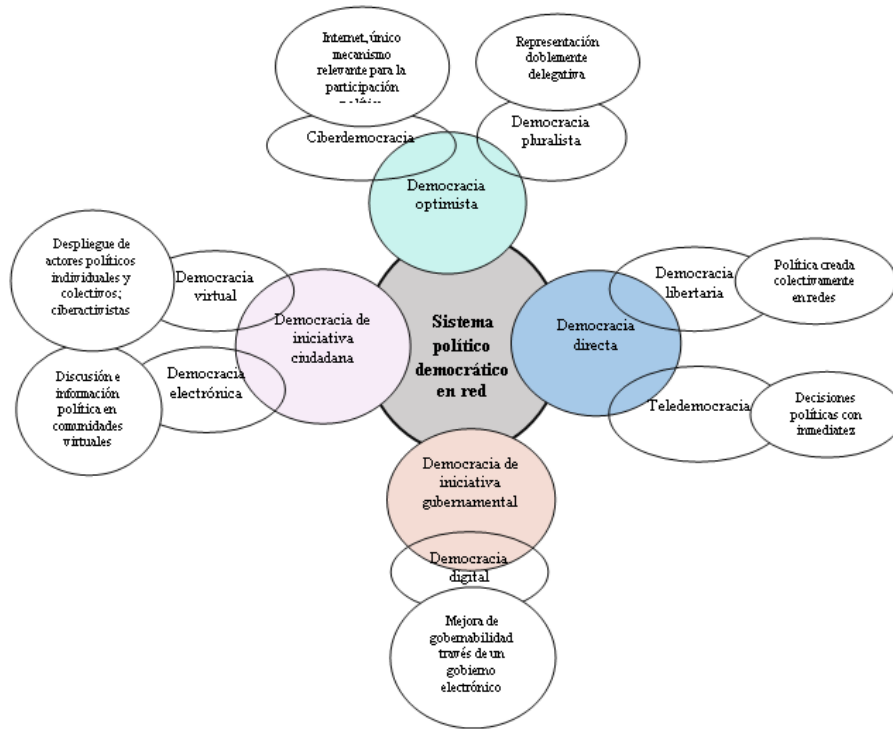 Internet, único
mecanismo
relevante para la
participación
Ciberdemocracia
Representación
doblemente
delegativa
Democracia
pluralista
Democracia
optimista
Despliegue de
actores políticos
individuales y
colectivos;
ciberactivistas
Democracia
virtual
Discusión e
información
política en
comunidades
virtuales
Democracia
electrónica
Democracia de
iniciativa
ciudadana
Sistema
político
democrático
en red
Democracia
directa
Democracia
libertaria
Política creada
colectivamente
en redes
Teledemocracia
Decisiones
políticas con
inmediatez
Democracia de
iniciativa
gubernamental
Democracia
digital
Mejora de
gobernabilidad
través de un
gobierno
electrónico